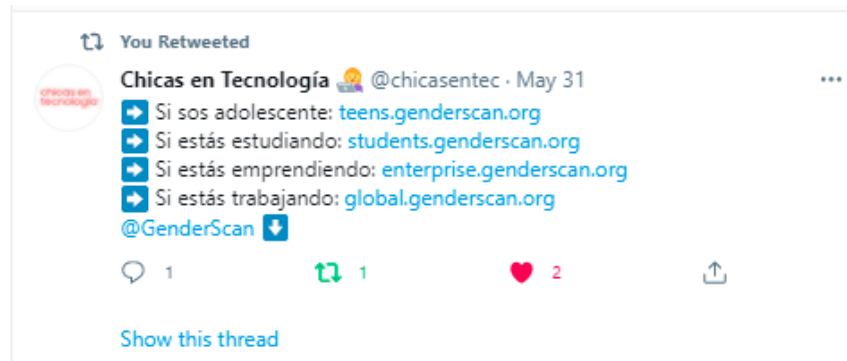 You Retweeted
Chicas en Tecnología 👩‍💻 @chicasentec · May 31
chicas en
tecnología
➡️ Si sos adolescente: teens.genderscan.org
➡️ Si estás estudiando: students.genderscan.org
➡️ Si estás emprendiendo: enterprise.genderscan.org
➡️ Si estás trabajando: global.genderscan.org
@GenderScan ⬇️
1 1 2
Show this thread